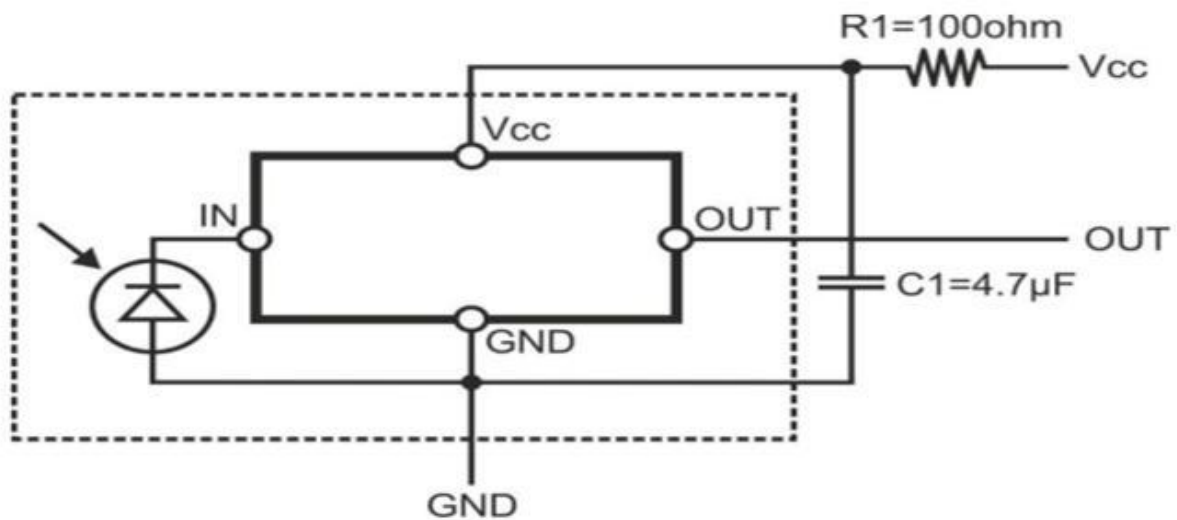 R1=100ohm
Vcc
Vcc
IN
OUT
OUT
C1=4.7µF
GND
GND